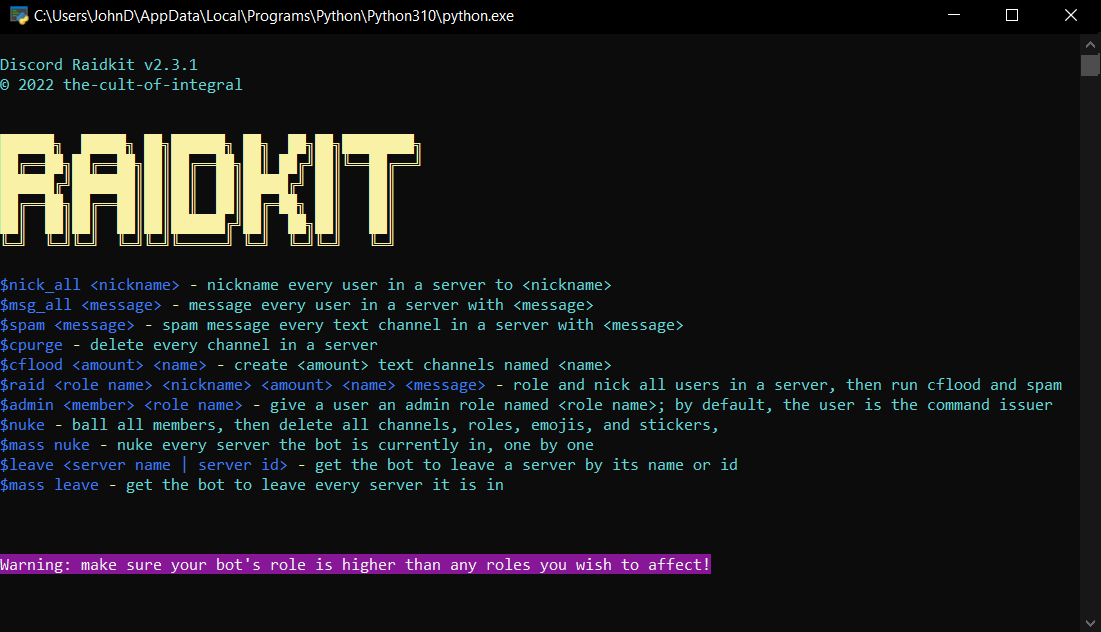 C:\Users\JohnD\AppData\Local\Programs\Python\Python310\python.exe
Discord Raidkit v2.3.1
© 2022 the-cult-of-integral
RAIDKIT
$nick_all <nickname> - nickname every user in a server to <nickname>
$msg_all <message> - message every user in a server with <message>
$spam <message> - spam message every text channel in a server with <message>
$cpurge - delete every channel in a server
$cflood <amount> <name> - create <amount> text channels named <name>
$raid <role name> <nickname> <amount> <name> <message> - role and nick all users in a server, then run cflood and spam
$admin <member> <role name> - give a user an admin role named <role name>; by default, the user is the command issuer
$nuke - ball all members, then delete all channels, roles, emojis, and stickers,
$mass nuke - nuke every server the bot is currently in, one by one
$leave <server name | server id> - get the bot to leave a server by its name or id
$mass leave - get the bot to leave every server it is in
Warning: make sure your bot's role is higher than any roles you wish to affect!